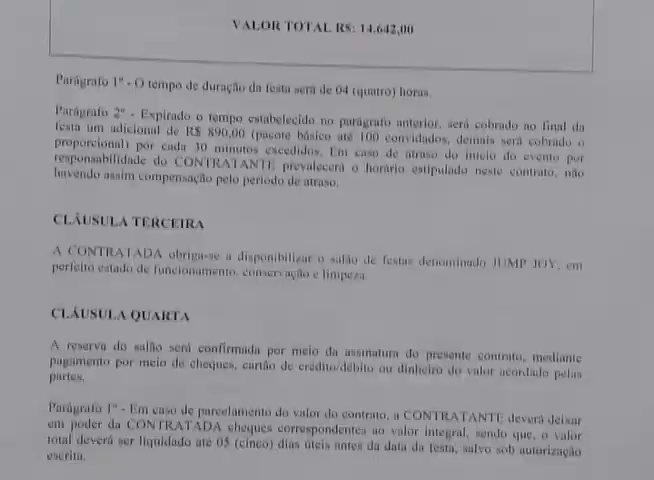 VALOR TOTAL R$: 14.642,00
Parágrafo 1º - O tempo de duração da festa será de 04 (quatro) horas.
Parágrafo 2º - Expirado o tempo estabelecido no parágrafo anterior, será cobrado ao final da
festa um adicional de R$ 890,00 (pacote básico até 100 convidados, demais será cobrado o
proporcional) por cada 30 minutos excedidos. Em caso de atraso do início do evento por
responsabilidade do CONTRATANTE prevalecerá o horário estipulado neste contrato, não
havendo assim compensação pelo período de atraso.
CLÁUSULA TERCEIRA
A CONTRATADA obriga-se a disponibilizar o salão de festas denominado JUMP JOY, em
perfeito estado de funcionamento, conservação e limpeza.
CLÁUSULA QUARTA
A reserva do salão será confirmada por meio da assinatura do presente contrato, mediante
pagamento por meio de cheques, cartão de crédito/débito ou dinheiro do valor acordado pelas
partes.
Parágrafo 1º - Em caso de parcelamento do valor do contrato, a CONTRATANTE deverá deixar
em poder da CONTRATADA cheques correspondentes ao valor integral, sendo que, o valor
total deverá ser liquidado até 05 (cinco) dias úteis antes da data da festa, salvo sob autorização
escrita.